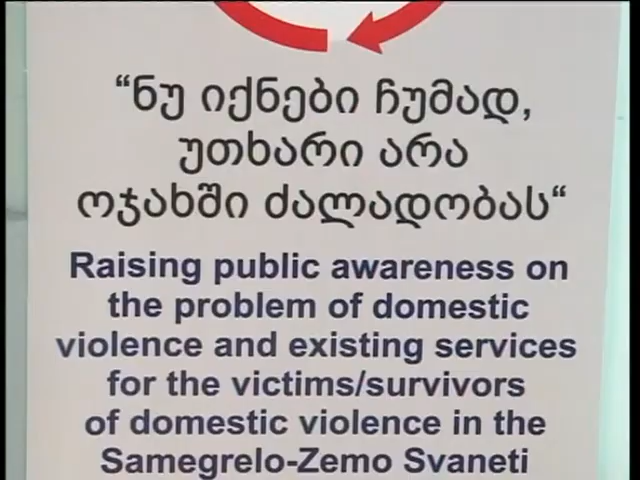 “ნუ იქნები ჩუმად,
უთხარი არა
ოჯახში ძალადობას“
Raising public awareness on
the problem of domestic
violence and existing services
for the victims/survivors
of domestic violence in the
Samegrelo-Zemo Svaneti